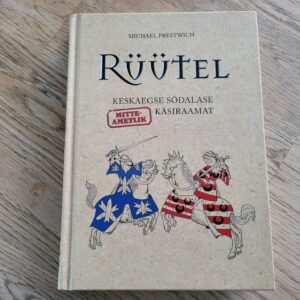 MICHAEL PRESTWICH
RÜÜTEL
KESKAEGSE SÕDALASE
MITTE-
AMETLIK
KÄSIRAAMAT